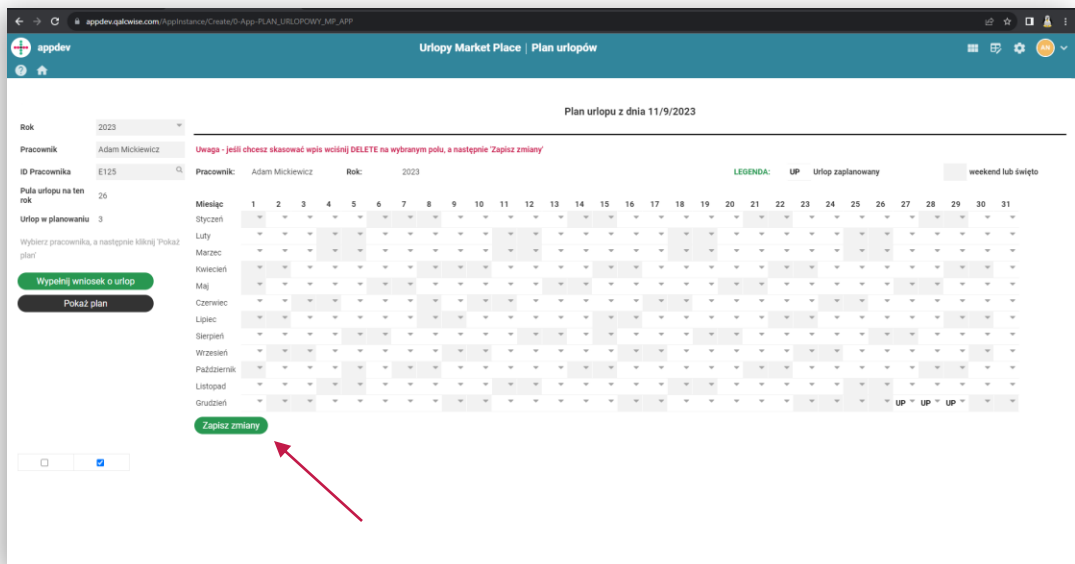 appdev.qalcwise.com/AppInstance/Create/0-App-PLAN_URLOPOWY_MP_APP
appdev
Urlopy Market Place | Plan urlopów
AN
Plan urlopu z dnia 11/9/2023
Rok 2023
Pracownik Adam Mickiewicz
ID Pracownika E125
Pula urlopu na ten
rok 26
Urlop w planowaniu 3
Wybierz pracownika, a następnie kliknij 'Pokaż
plan'
Wypełnij wniosek o urlop
Pokaż plan
Uwaga - jeśli chcesz skasować wpis wciśnij DELETE na wybranym polu, a następnie 'Zapisz zmiany'
Pracownik: Adam Mickiewicz Rok: 2023 LEGENDA: UP Urlop zaplanowany weekend lub święto
Miesiąc 1 2 3 4 5 6 7 8 9 10 11 12 13 14 15 16 17 18 19 20 21 22 23 24 25 26 27 28 29 30 31
Styczeń
Luty
Marzec
Kwiecień
Maj
Czerwiec
Lipiec
Sierpień
Wrzesień
Październik
Listopad
Grudzień UP UP UP
Zapisz zmiany